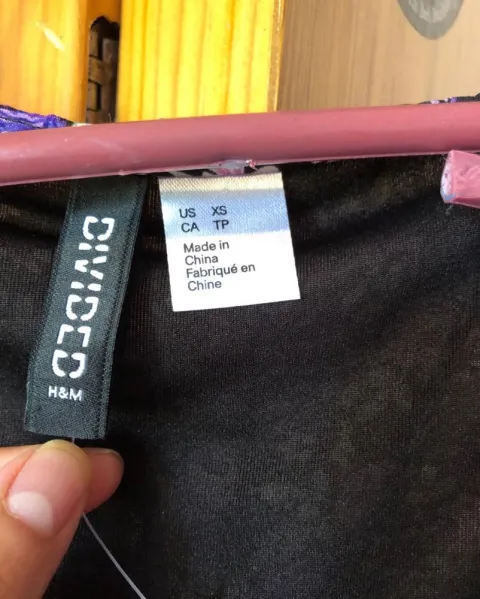 DIVIDED
H&M
US XS
CA TP
Made in
China
Fabriqué en
Chine